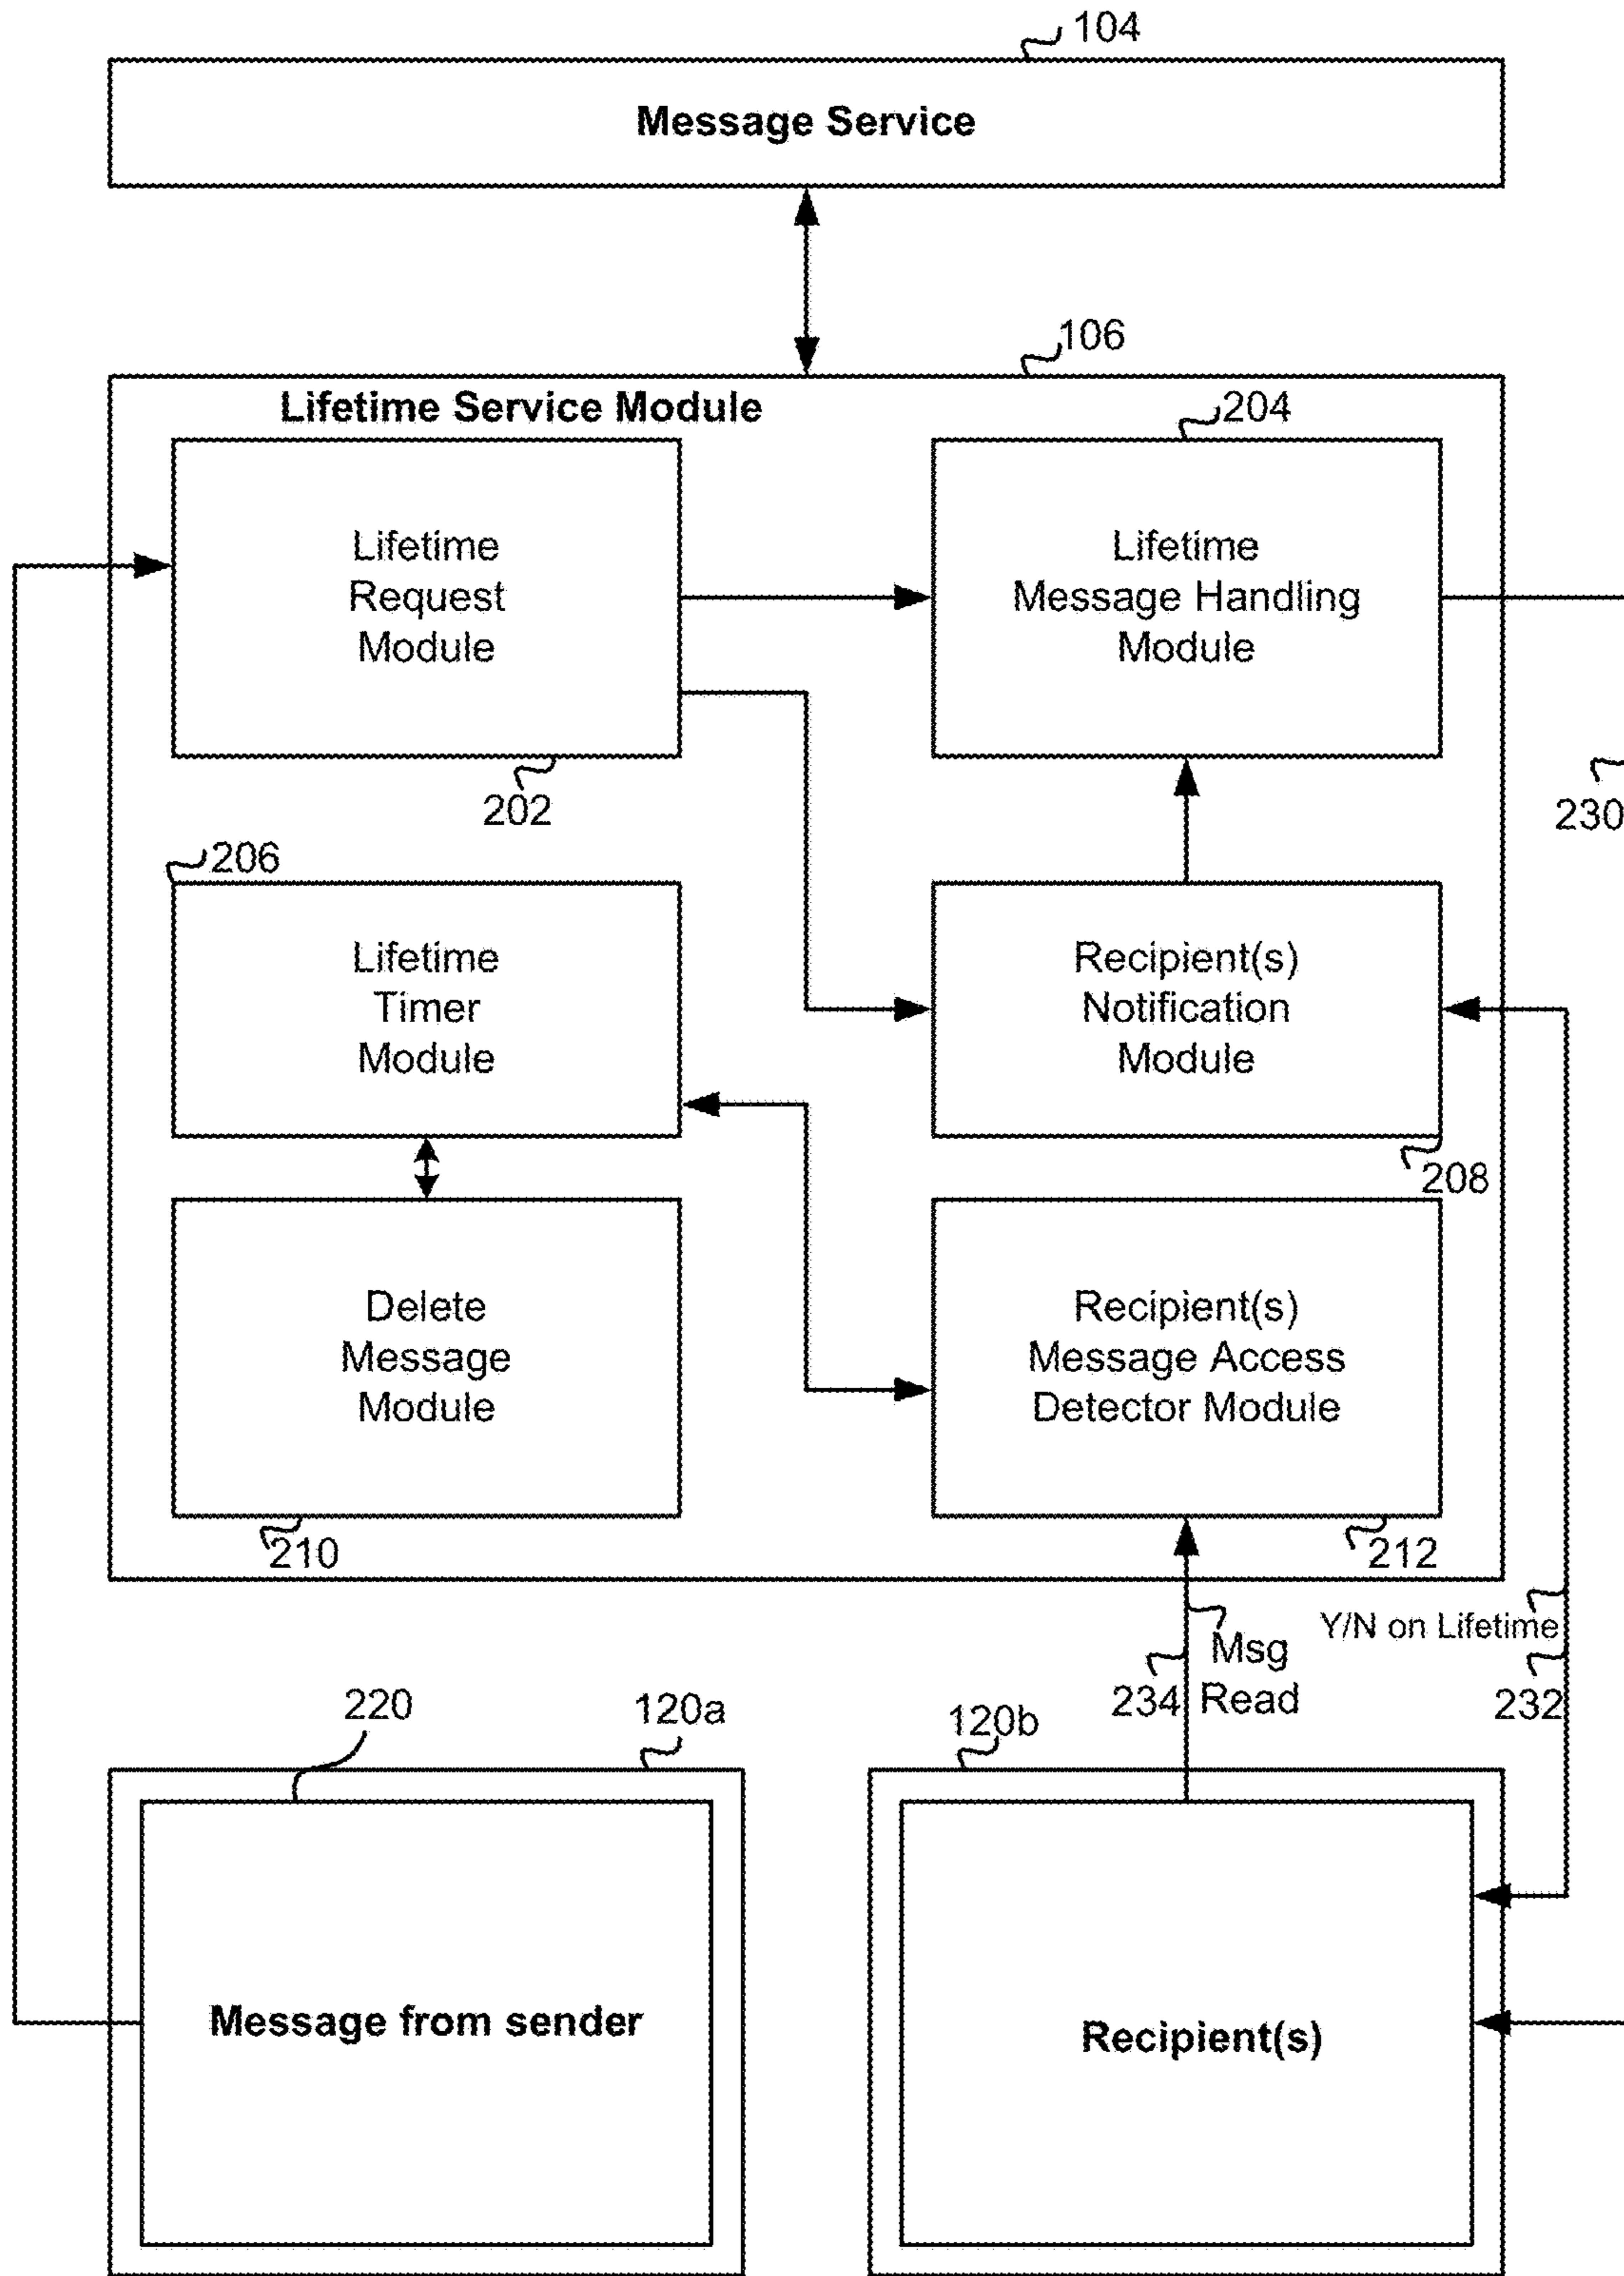 104
Message Service
106
Lifetime Service Module
204
Lifetime
Request
Module
Lifetime
Message Handling
Module
202
230
206
Lifetime
Timer
Module
Recipient(s)
Notification
Module
208
Delete
Message
Module
Recipient(s)
Message Access
Detector Module
210
212
Y/N on Lifetime
Msg
Read
234
232
220
120a
120b
Message from sender
Recipient(s)